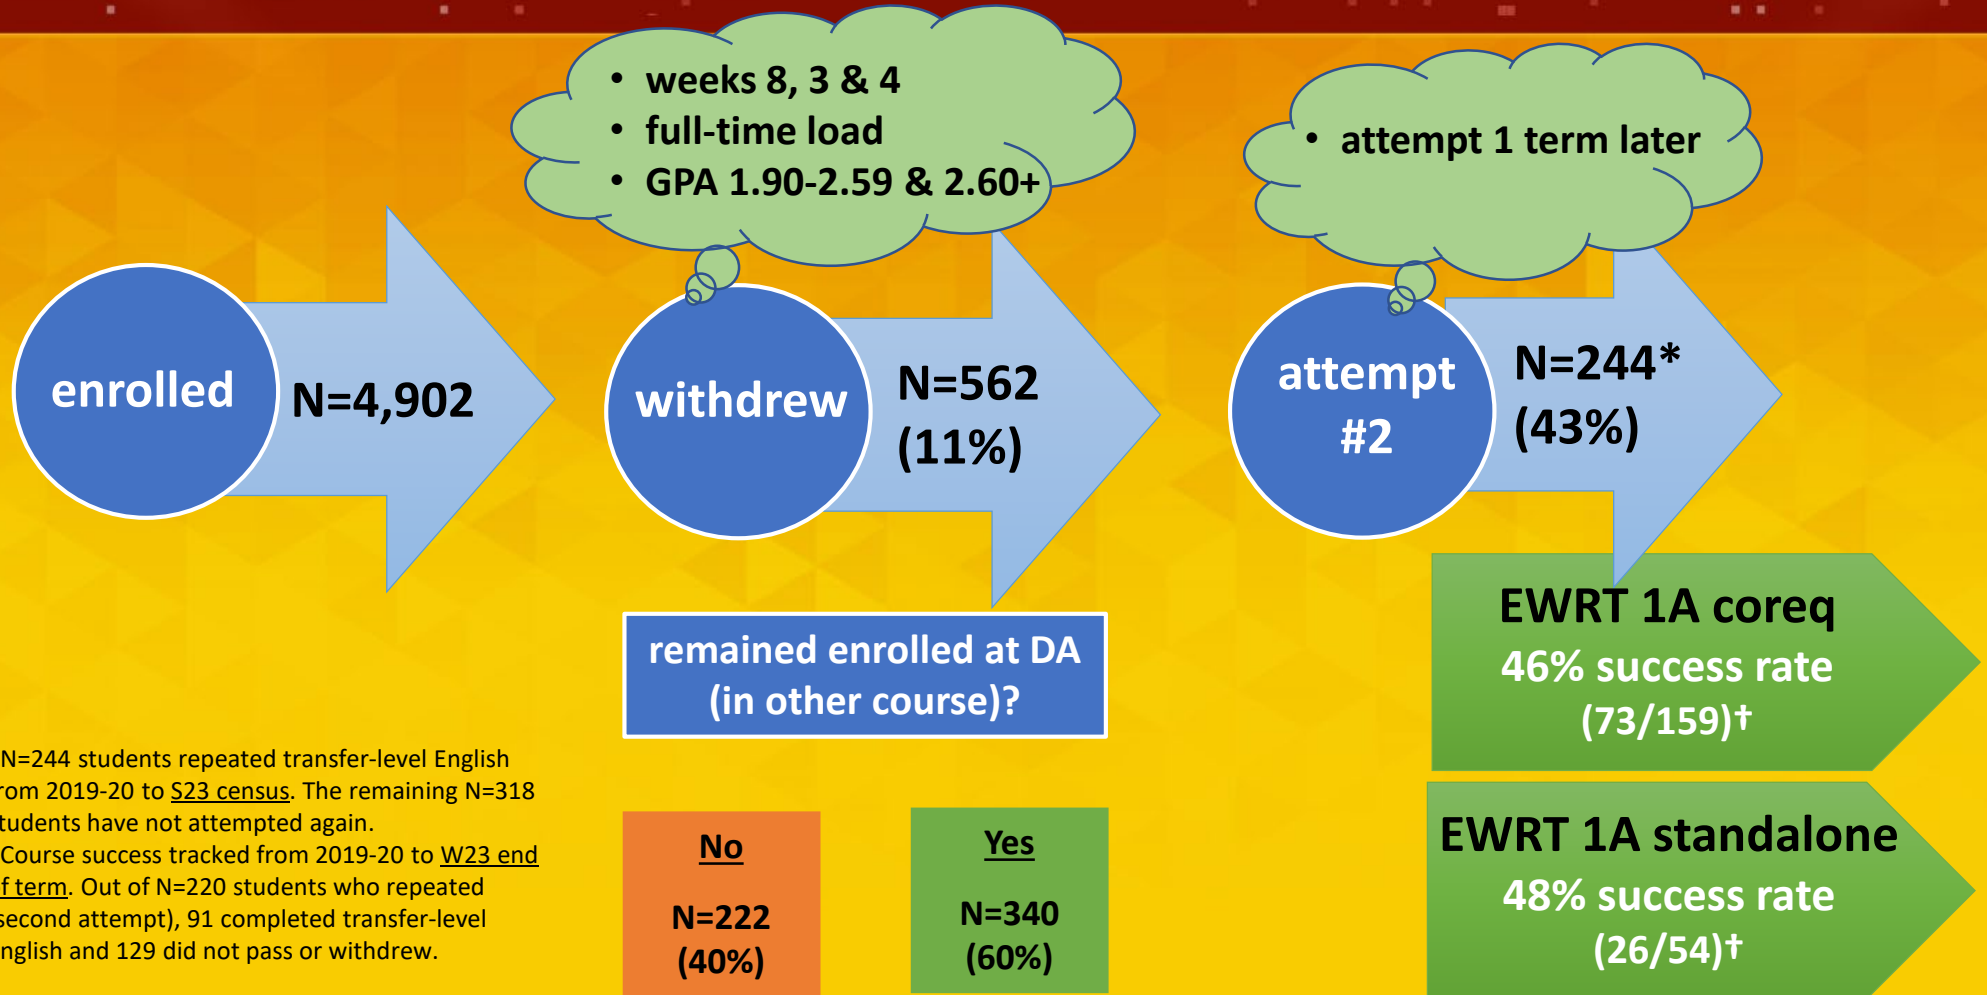 • weeks 8, 3 & 4
• full-time load
• GPA 1.90-2.59 & 2.60+
• attempt 1 term later
enrolled
N=4,902
withdrew
N=562
(11%)
attempt
#2
N=244*
(43%)
remained enrolled at DA
(in other course)?
No
N=222
(40%)
Yes
N=340
(60%)
EWRT 1A coreq
46% success rate
(73/159)†
EWRT 1A standalone
48% success rate
(26/54)†
N=244 students repeated transfer-level English
rom 2019-20 to S23 census. The remaining N=318
tudents have not attempted again.
Course success tracked from 2019-20 to W23 end
f term. Out of N=220 students who repeated
second attempt), 91 completed transfer-level
nglish and 129 did not pass or withdrew.